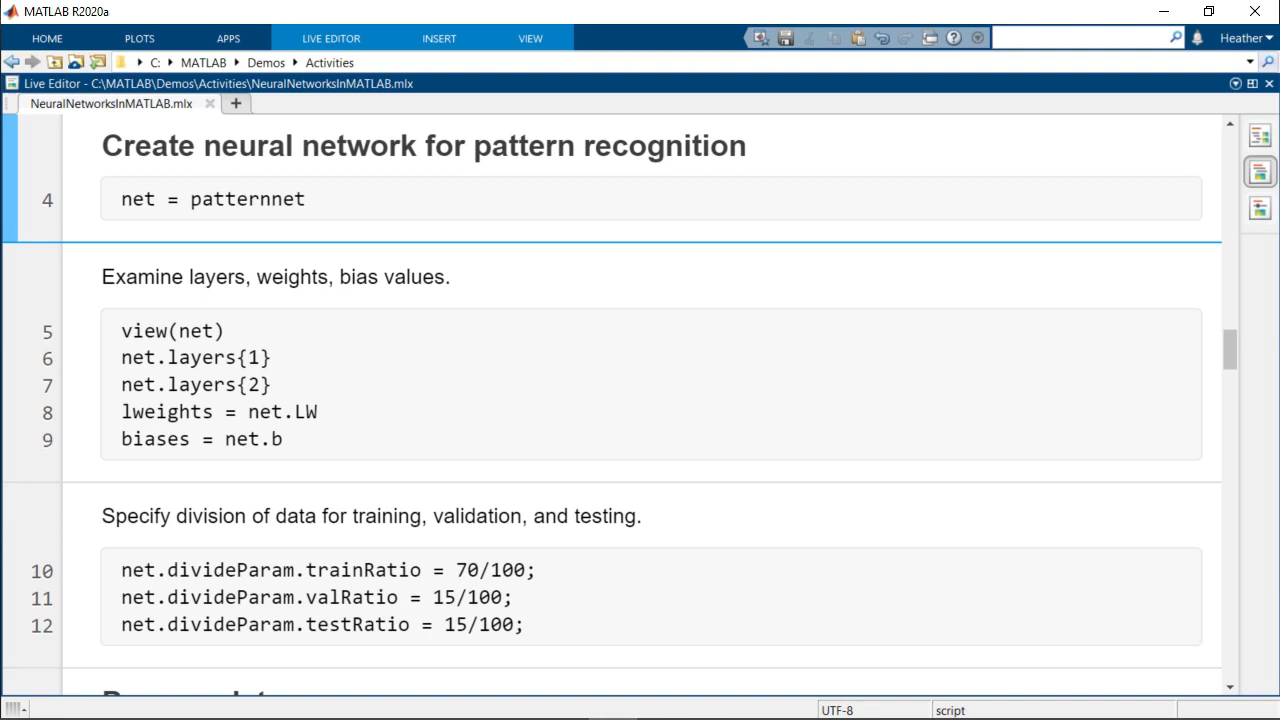 MATLAB R2020a
HOME PLOTS APPS LIVE EDITOR INSERT VIEW Heather
C: MATLAB Demos Activities
Live Editor - C:\MATLAB\Demos\Activities\NeuralNetworksInMATLAB.mlx
NeuralNetworksInMATLAB.mlx
Create neural network for pattern recognition
4 net = patternnet
Examine layers, weights, bias values.
5 view(net)
6 net.layers{1}
7 net.layers{2}
8 lweights = net.LW
9 biases = net.b
Specify division of data for training, validation, and testing.
10 net.divideParam.trainRatio = 70/100;
11 net.divideParam.valRatio = 15/100;
12 net.divideParam.testRatio = 15/100;
UTF-8 script